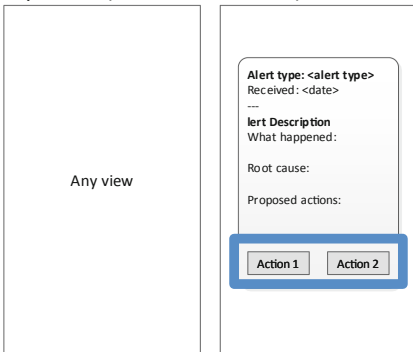 Any view
Alert type: <alert type>
Received: <date>
---
lert Description
What happened:
Root cause:
Proposed actions:
Action 1
Action 2